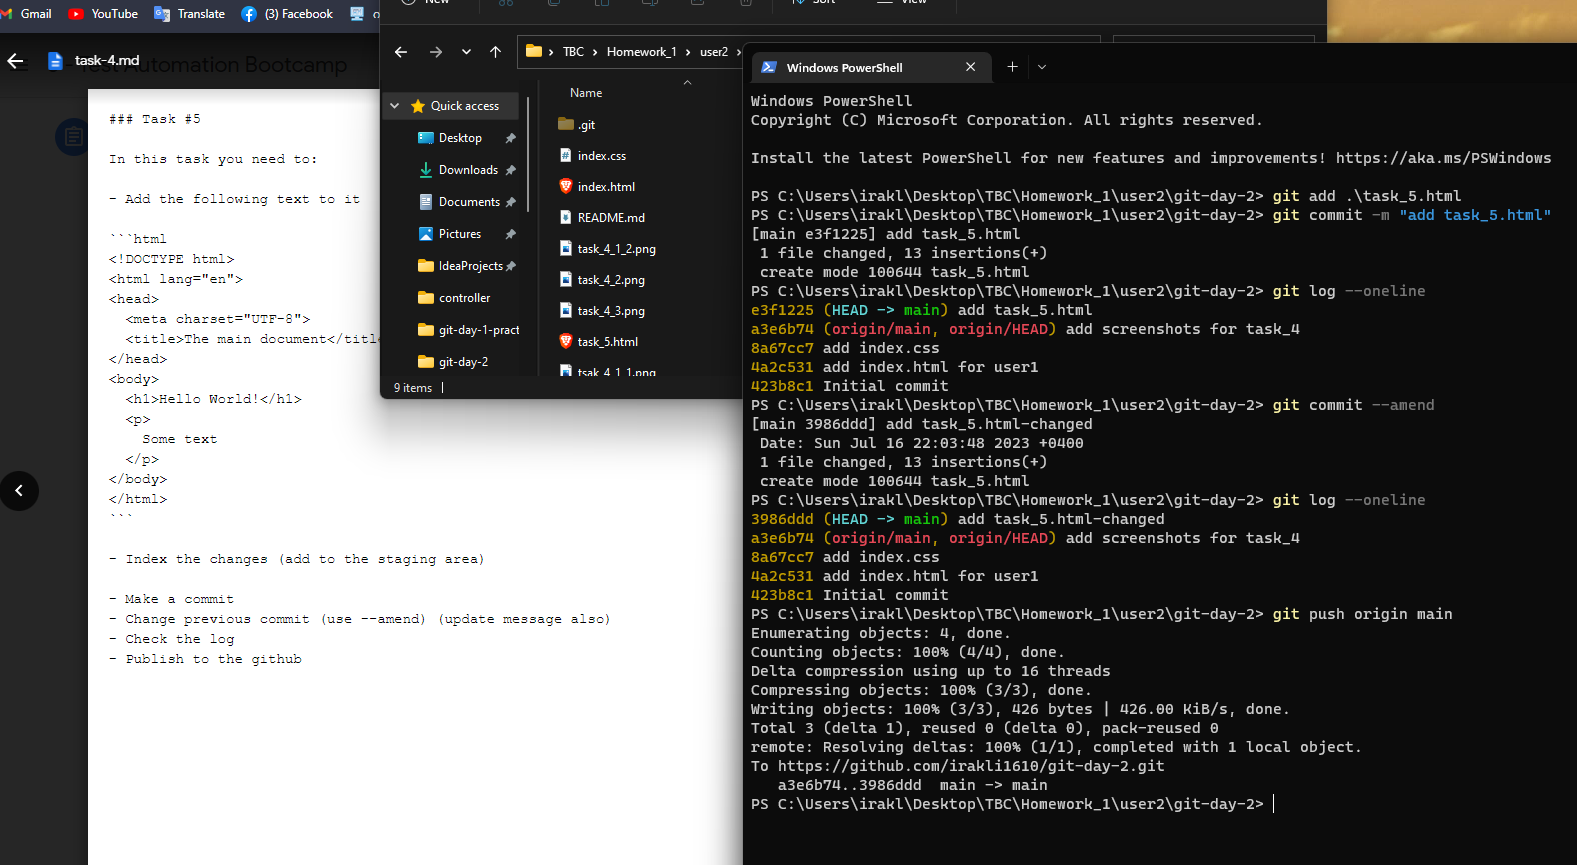 Gmail
YouTube
Translate
(3) Facebook
New
Sort
View
task-4.md
Test Automation Bootcamp
### Task #5
In this task you need to:
- Add the following text to it
```html
<!DOCTYPE html>
<html lang="en">
<head>
<meta charset="UTF-8">
<title>The main document</title
</head>
<body>
<h1>Hello World!</h1>
<p>
Some text
</p>
</body>
</html>
```
- Index the changes (add to the staging area)
- Make a commit
- Change previous commit (use --amend) (update message also)
- Check the log
- Publish to the github
TBC > Homework_1 > user2 >
Quick access
Desktop
Downloads
Documents
Pictures
IdeaProjects
controller
git-day-1-pract
git-day-2
9 items
Name
.git
index.css
index.html
README.md
task_4_1_2.png
task_4_2.png
task_4_3.png
task_5.html
tsak_4_1_1.png
Windows PowerShell
Windows PowerShell
Copyright (C) Microsoft Corporation. All rights reserved.
Install the latest PowerShell for new features and improvements! https://aka.ms/PSWindows
PS C:\Users\irakl\Desktop\TBC\Homework_1\user2\git-day-2> git add .\task_5.html
PS C:\Users\irakl\Desktop\TBC\Homework_1\user2\git-day-2> git commit -m "add task_5.html"
[main e3f1225] add task_5.html
1 file changed, 13 insertions(+)
create mode 100644 task_5.html
PS C:\Users\irakl\Desktop\TBC\Homework_1\user2\git-day-2> git log --oneline
e3f1225 (HEAD -> main) add task_5.html
a3e6b74 (origin/main, origin/HEAD) add screenshots for task_4
8a67cc7 add index.css
4a2c531 add index.html for user1
423b8c1 Initial commit
PS C:\Users\irakl\Desktop\TBC\Homework_1\user2\git-day-2> git commit --amend
[main 3986ddd] add task_5.html-changed
Date: Sun Jul 16 22:03:48 2023 +0400
1 file changed, 13 insertions(+)
create mode 100644 task_5.html
PS C:\Users\irakl\Desktop\TBC\Homework_1\user2\git-day-2> git log --oneline
3986ddd (HEAD -> main) add task_5.html-changed
a3e6b74 (origin/main, origin/HEAD) add screenshots for task_4
8a67cc7 add index.css
4a2c531 add index.html for user1
423b8c1 Initial commit
PS C:\Users\irakl\Desktop\TBC\Homework_1\user2\git-day-2> git push origin main
Enumerating objects: 4, done.
Counting objects: 100% (4/4), done.
Delta compression using up to 16 threads
Compressing objects: 100% (3/3), done.
Writing objects: 100% (3/3), 426 bytes | 426.00 KiB/s, done.
Total 3 (delta 1), reused 0 (delta 0), pack-reused 0
remote: Resolving deltas: 100% (1/1), completed with 1 local object.
To https://github.com/irakli1610/git-day-2.git
a3e6b74..3986ddd  main -> main
PS C:\Users\irakl\Desktop\TBC\Homework_1\user2\git-day-2>